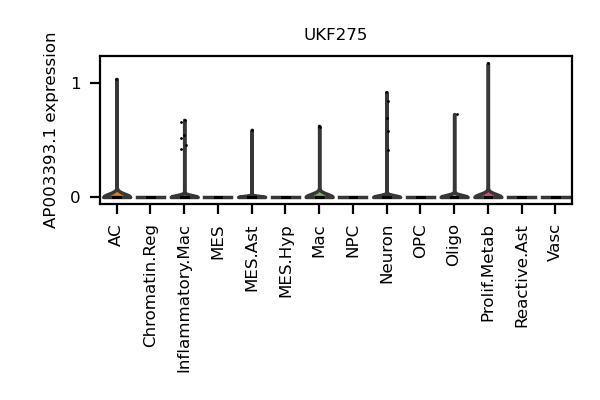 UKF275
AP003393.1 expression
1
0
AC
Chromatin.Reg
Inflammatory.Mac
MES
MES.Ast
MES.Hyp
Mac
NPC
Neuron
OPC
Oligo
Prolif.Metab
Reactive.Ast
Vasc